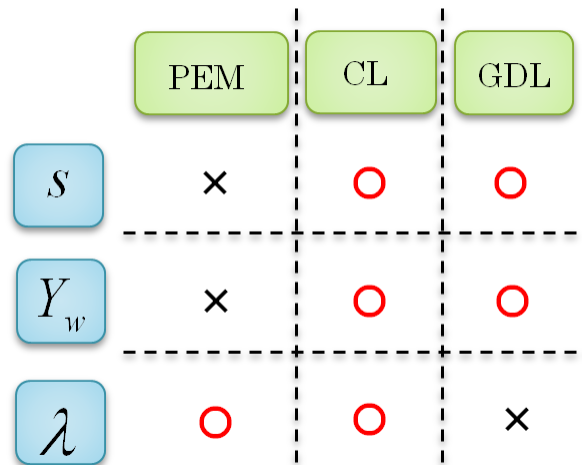 PEM CL GDL
s × ○ ○
Y_w × ○ ○
λ ○ ○ ×